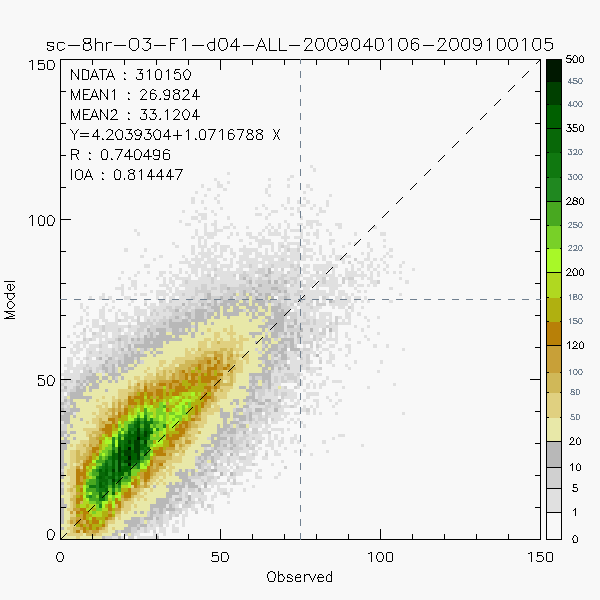 sc-8hr-O3-F1-d04-ALL-2009040106-2009100105
NDATA : 310150
MEAN1 : 26.9824
MEAN2 : 33.1204
Y=4.2039304+1.0716788 X
R : 0.740496
IOA : 0.814447
150
100
50
0
Model
0 50 100 150
Observed
500
450
400
350
320
300
280
250
220
200
180
150
120
100
80
50
20
10
5
1
0